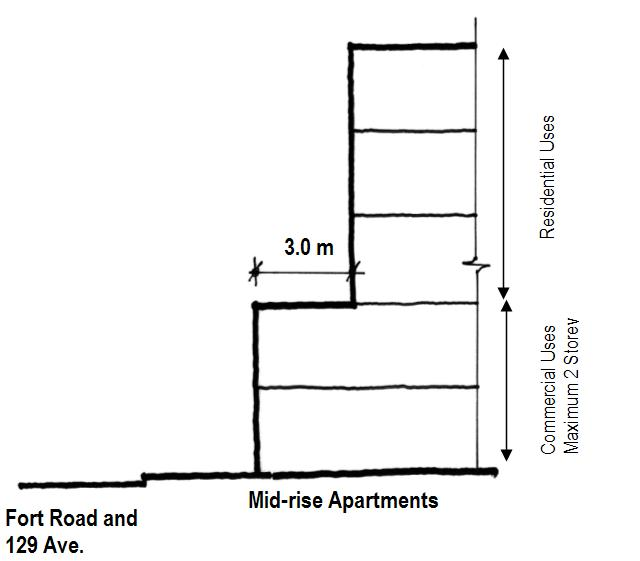 3.0 m
Residential Uses
Commercial Uses
Maximum 2 Storey
Mid-rise Apartments
Fort Road and
129 Ave.